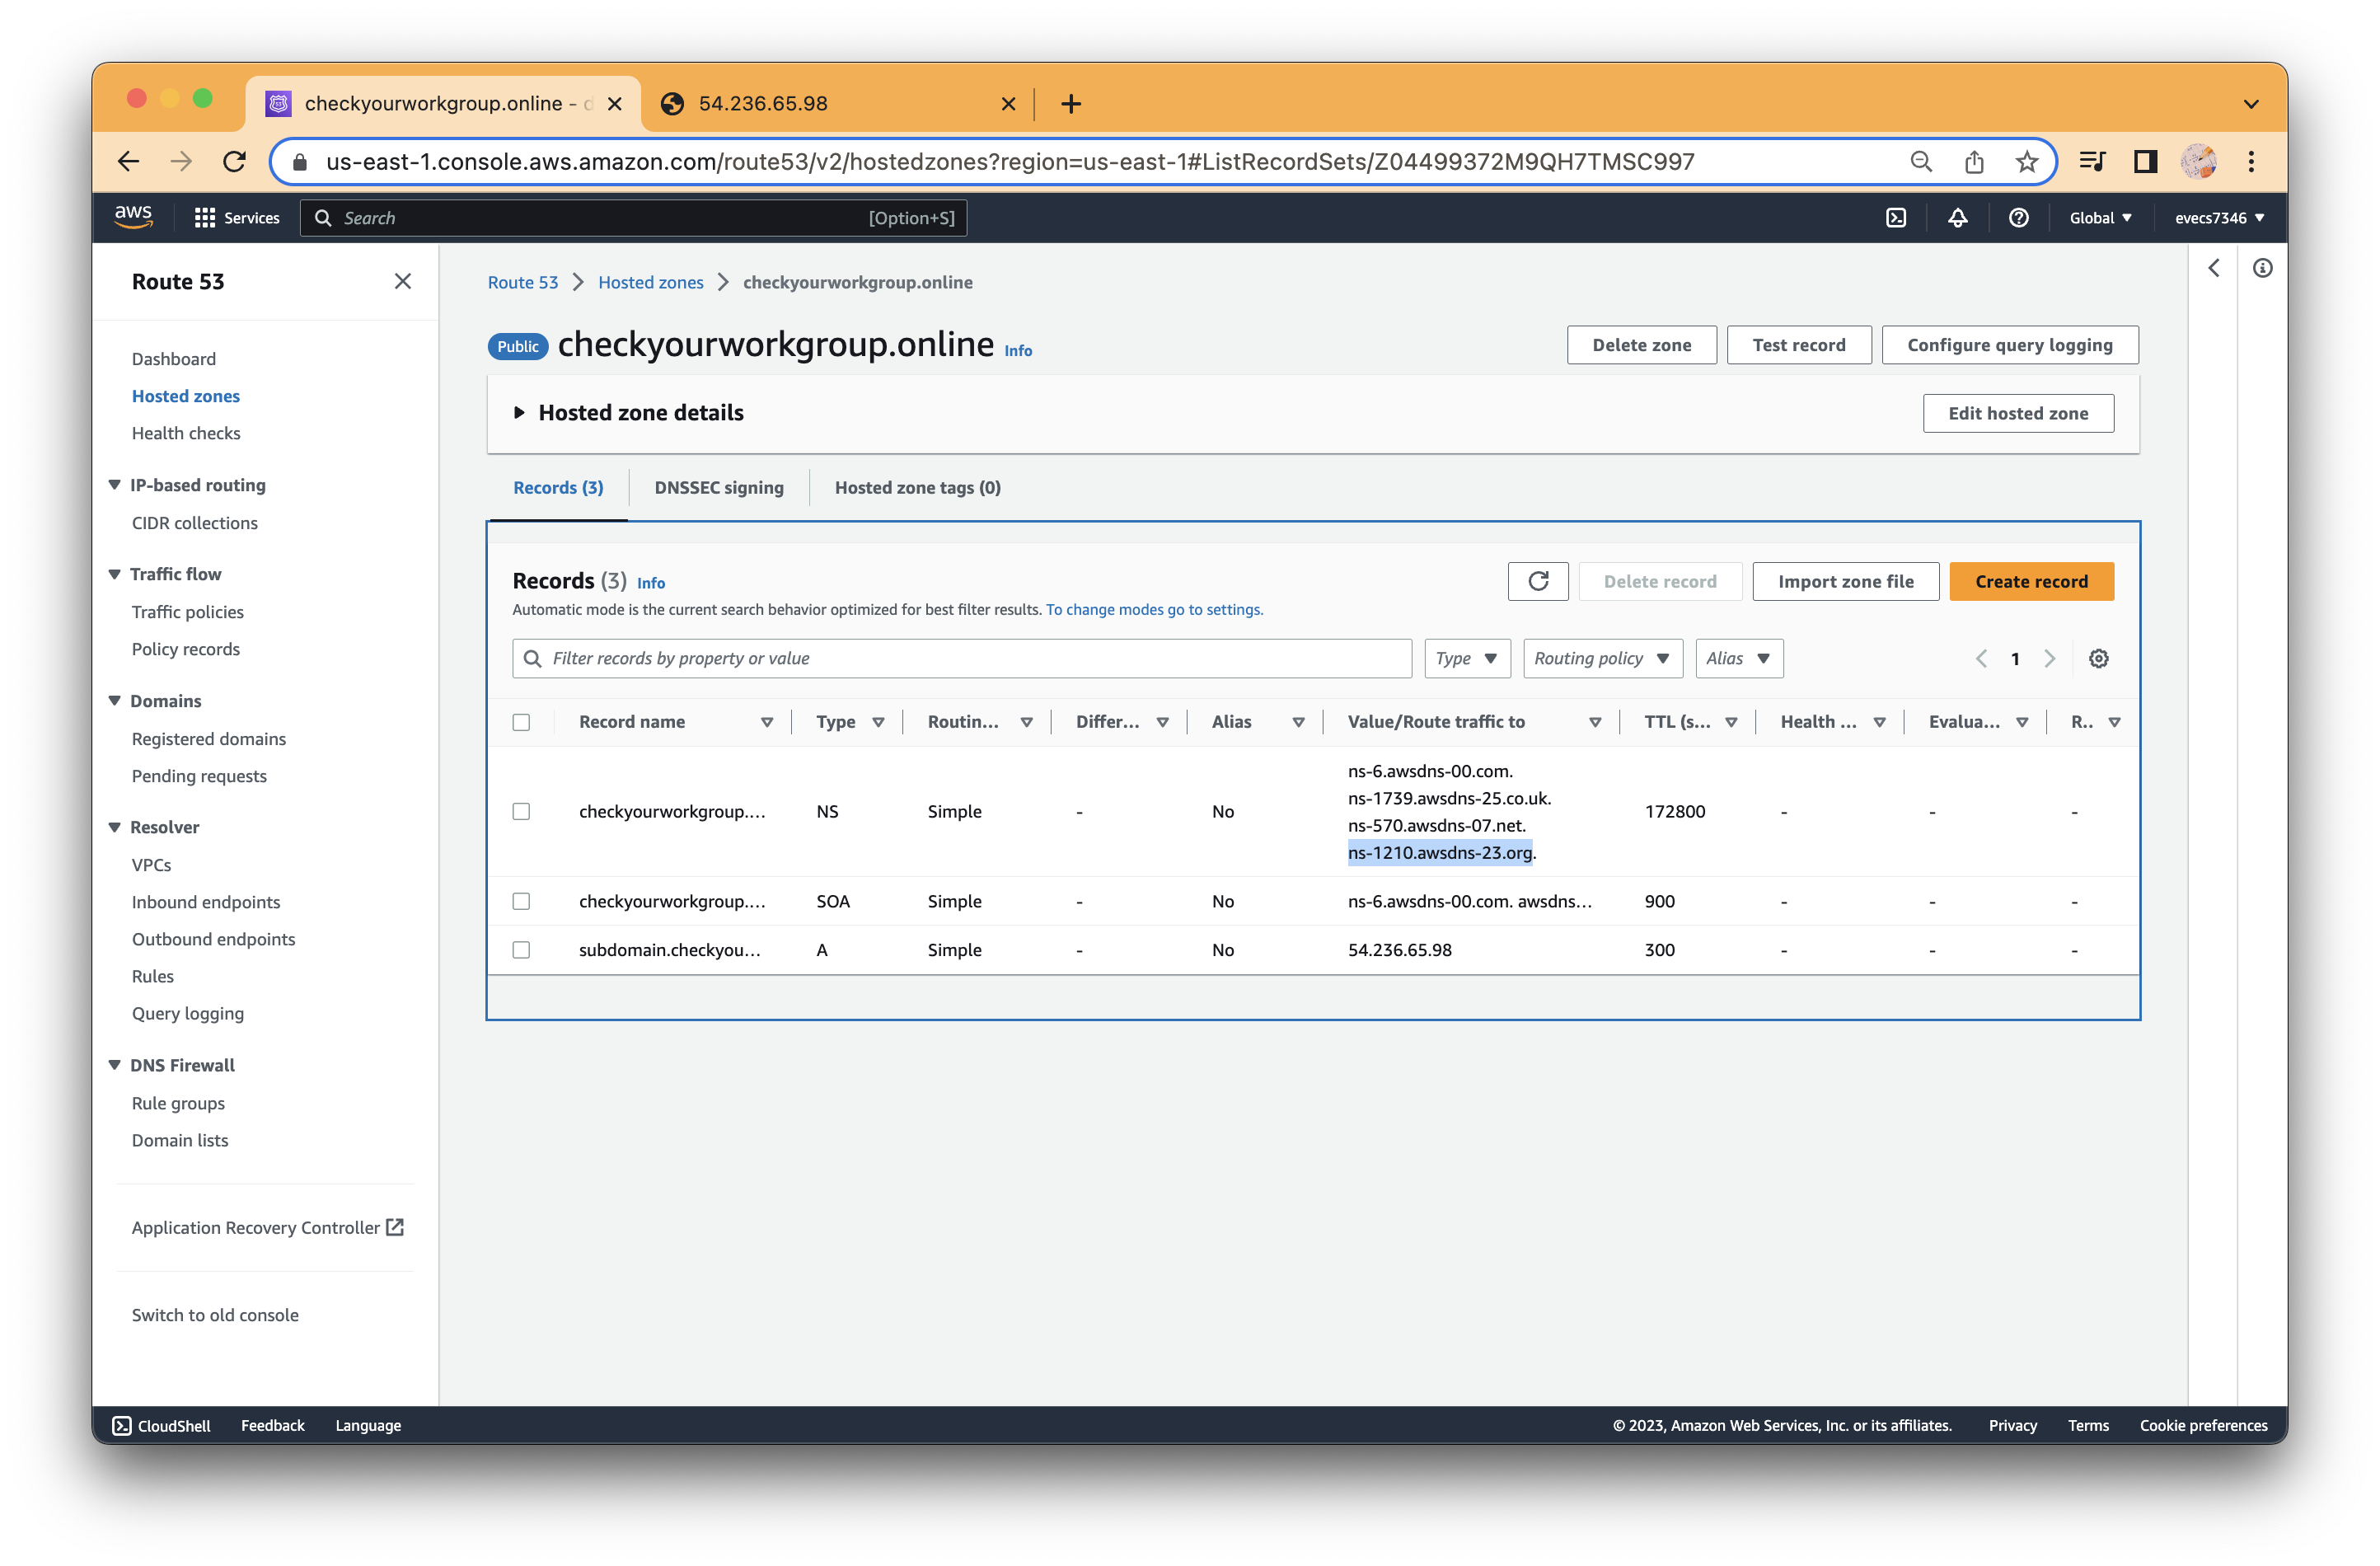 checkyourworkgroup.online - d
54.236.65.98
us-east-1.console.aws.amazon.com/route53/v2/hostedzones?region=us-east-1#ListRecordSets/Z04499372M9QH7TMSC997
aws
Services
Search
[Option+S]
Global
evecs7346
Route 53
Dashboard
Hosted zones
Health checks
IP-based routing
CIDR collections
Traffic flow
Traffic policies
Policy records
Domains
Registered domains
Pending requests
Resolver
VPCs
Inbound endpoints
Outbound endpoints
Rules
Query logging
DNS Firewall
Rule groups
Domain lists
Application Recovery Controller
Switch to old console
Route 53 > Hosted zones > checkyourworkgroup.online
Public checkyourworkgroup.online Info
Delete zone
Test record
Configure query logging
Hosted zone details
Edit hosted zone
Records (3)
DNSSEC signing
Hosted zone tags (0)
Records (3) Info
Automatic mode is the current search behavior optimized for best filter results. To change modes go to settings.
Delete record
Import zone file
Create record
Filter records by property or value
Type
Routing policy
Alias
1
Record name Type Routin... Differ... Alias Value/Route traffic to TTL (s... Health ... Evalua... R..
ns-6.awsdns-00.com.
ns-1739.awsdns-25.co.uk.
checkyourworkgroup.... NS Simple - No 172800 - - -
ns-570.awsdns-07.net.
ns-1210.awsdns-23.org.
checkyourworkgroup.... SOA Simple - No ns-6.awsdns-00.com. awsdns... 900 - - -
subdomain.checkyou... A Simple - No 54.236.65.98 300 - - -
CloudShell
Feedback
Language
© 2023, Amazon Web Services, Inc. or its affiliates.
Privacy
Terms
Cookie preferences